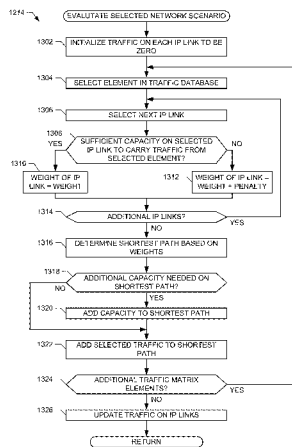 1214
EVALUTATE SELECTED NETWORK SCENARIO
1302
INITIALIZE TRAFFIC ON EACH IP LINK TO BE
ZERO
1304
SELECT ELEMENT IN TRAFFIC DATABASE
1306
SELECT NEXT IP LINK
1308
SUFFICIENT CAPACITY ON SELECTED
IP LINK TO CARRY TRAFFIC FROM
SELECTED ELEMENT?
YES
NO
1310
WEIGHT OF IP
LINK = WEIGHT
1312
WEIGHT OF IP LINK =
WEIGHT + PENALTY
1314
ADDITIONAL IP LINKS?
YES
NO
1316
DETERMINE SHORTEST PATH BASED ON
WEIGHTS
1318
ADDITIONAL CAPACITY NEEDED ON
SHORTEST PATH?
NO
YES
1320
ADD CAPACITY TO SHORTEST PATH
1322
ADD SELECTED TRAFFIC TO SHORTEST
PATH
1324
ADDITIONAL TRAFFIC MATRIX
ELEMENTS?
YES
NO
1326
UPDATE TRAFFIC ON IP LINKS
RETURN